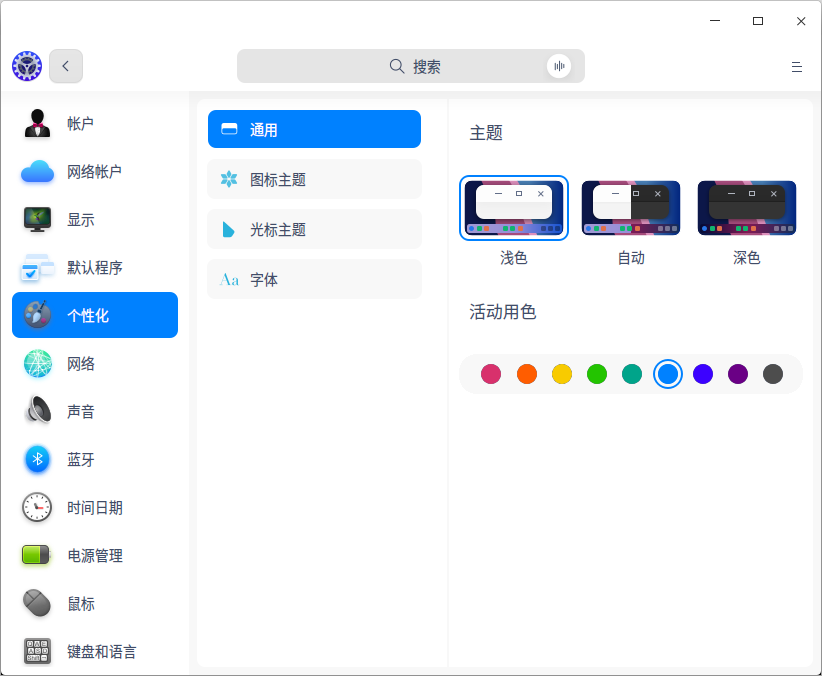 搜索
帐户
网络帐户
显示
默认程序
个性化
网络
声音
蓝牙
时间日期
电源管理
鼠标
键盘和语言
通用
图标主题
光标主题
Aa 字体
主题
浅色
自动
深色
活动用色